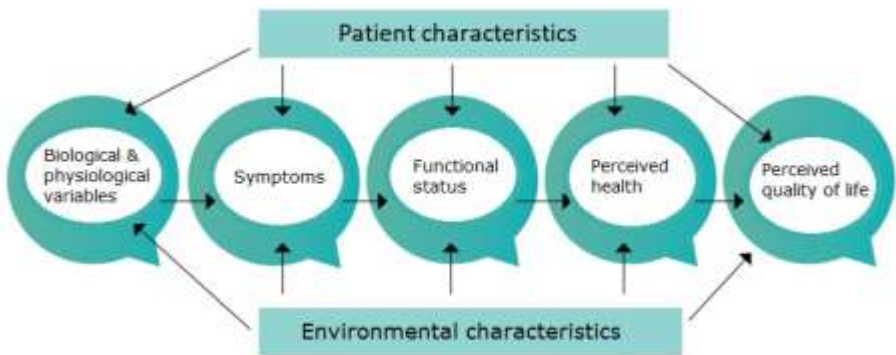 Patient characteristics
Biological &
physiological
variables
Symptoms
Functional
status
Perceived
health
Perceived
quality of life
Environmental characteristics